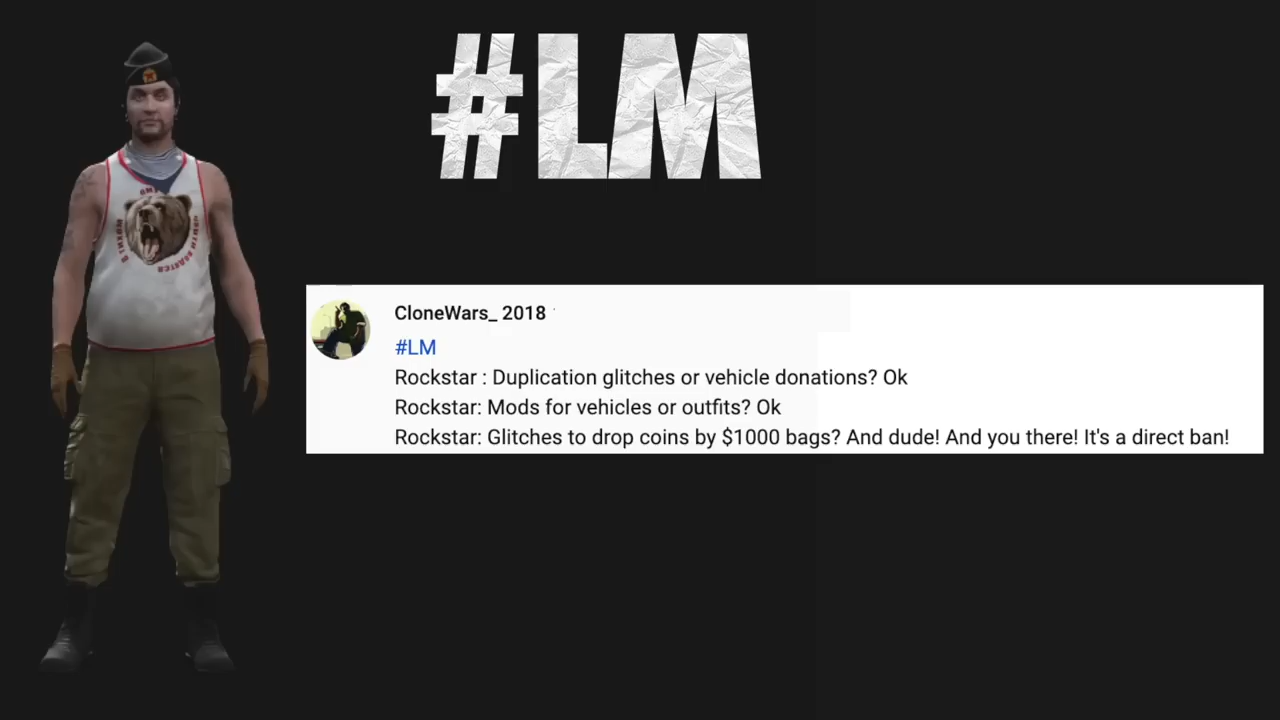 #LM
CloneWars_ 2018
#LM
Rockstar : Duplication glitches or vehicle donations? Ok
Rockstar: Mods for vehicles or outfits? Ok
Rockstar: Glitches to drop coins by $1000 bags? And dude! And you there! It's a direct ban!